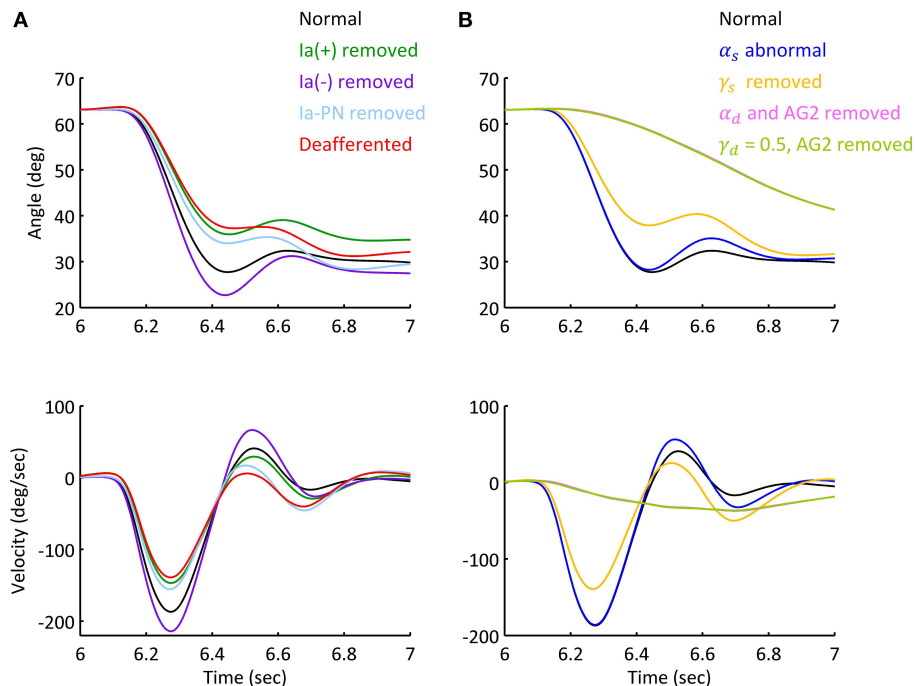 A
Normal
Ia(+) removed
Ia(-) removed
Ia-PN removed
Deafferented
70
60
50
40
30
20
Angle (deg)
6 6.2 6.4 6.6 6.8 7
100
0
-100
-200
Velocity (deg/sec)
6 6.2 6.4 6.6 6.8 7
Time (sec)
B
Normal
αs abnormal
γs removed
αd and AG2 removed
γd = 0.5, AG2 removed
70
60
50
40
30
20
6 6.2 6.4 6.6 6.8 7
100
0
-100
-200
6 6.2 6.4 6.6 6.8 7
Time (sec)